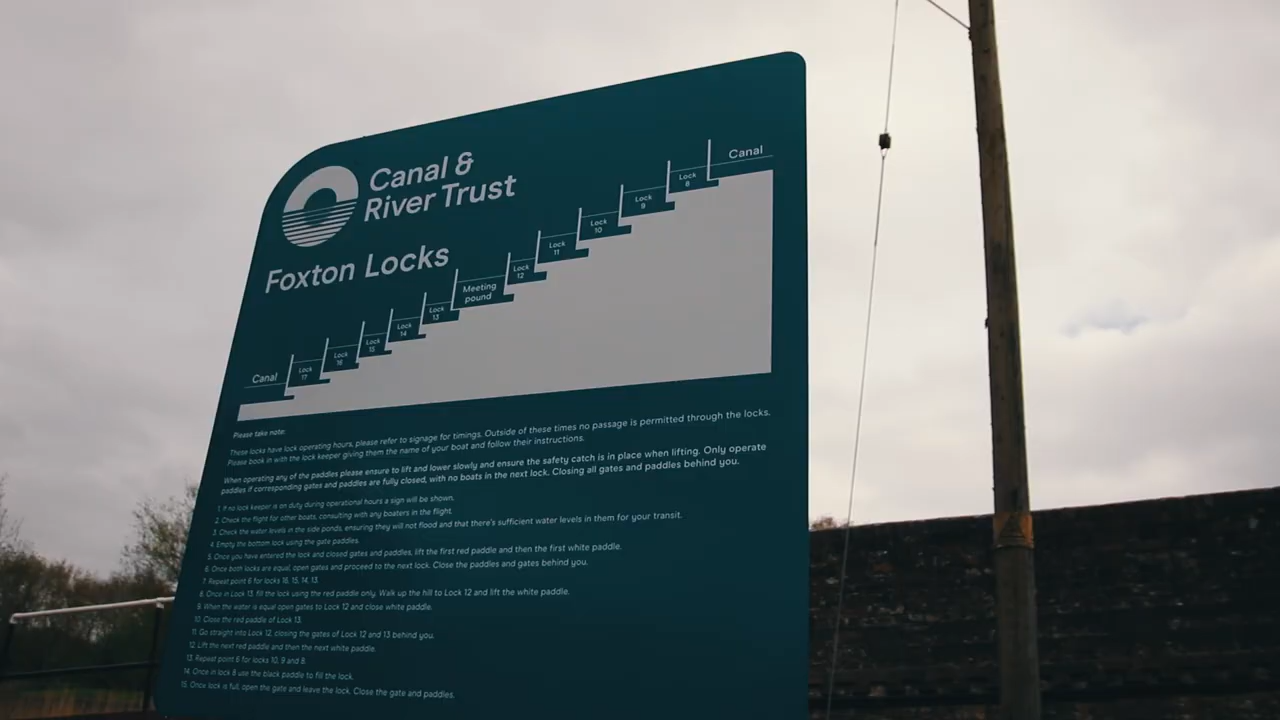 Canal &
River Trust
Foxton Locks
Canal
Lock
8
Lock
9
Lock
10
Lock
11
Lock
12
Meeting
pound
Lock
13
Lock
14
Lock
15
Lock
16
Lock
17
Canal
Please take note:
These locks have lock operating hours, please refer to signage for timings. Outside of these times no passage is permitted through the locks.
Please book in with the lock keeper giving them the name of your boat and follow their instructions.
When operating any of the paddles please ensure to lift and lower slowly and ensure the safety catch is in place when lifting. Only operate
paddles if corresponding gates and paddles are fully closed, with no boats in the next lock. Closing all gates and paddles behind you.
1. If no lock keeper is on duty during operational hours a sign will be shown.
2. Check the flight for other boats, consulting with any boaters in the flight.
3. Check the water levels in the side ponds, ensuring they will not flood and that there's sufficient water levels in them for your transit.
4. Empty the bottom lock using the gate paddles.
5. Once you have entered the lock and closed gates and paddles, lift the first red paddle and then the first white paddle.
6. Once both locks are equal, open gates and proceed to the next lock. Close the paddles and gates behind you.
7. Repeat point 6 for locks 16, 15, 14, 13.
8. Once in Lock 13, fill the lock using the red paddle only. Walk up the hill to Lock 12 and lift the white paddle.
9. When the water is equal open gates to Lock 12 and close white paddle.
10. Close the red paddle of Lock 13.
11. Go straight into Lock 12, closing the gates of Lock 12 and 13 behind you.
12. Lift the next red paddle and then the next white paddle.
13. Repeat point 6 for locks 10, 9 and 8.
14. Once in lock 8 use the black paddle to fill the lock.
15. Once lock is full, open the gate and leave the lock. Close the gate and paddles.